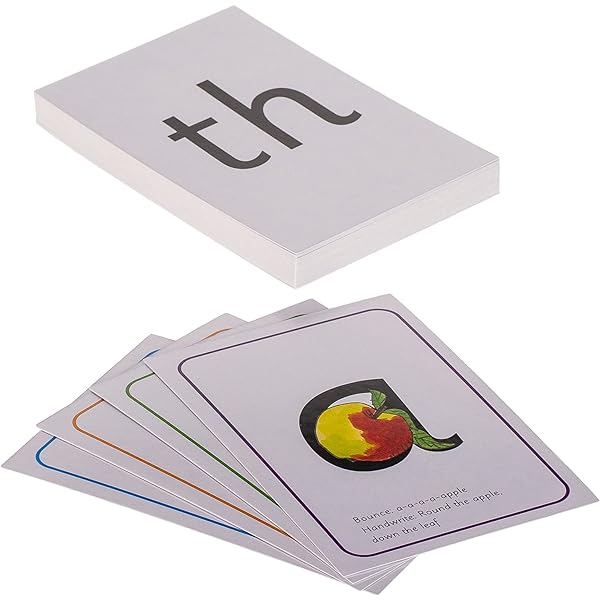 th
a
Bounce: a-a-a-a-apple
Handwrite: Round the apple,
down the leaf